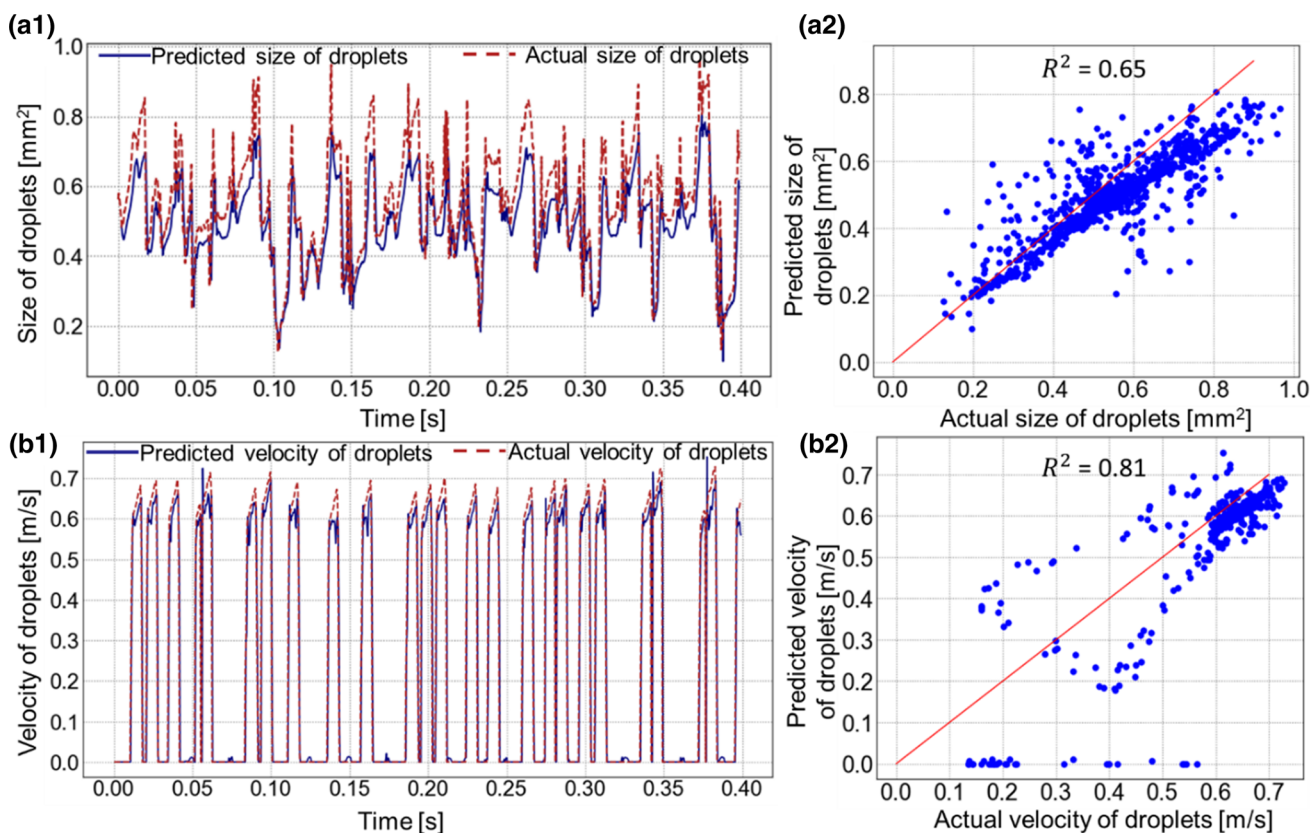 (a1)
1.0
0.8
0.6
0.4
0.2
Size of droplets [mm²]
Predicted size of droplets
Actual size of droplets
0.00 0.05 0.10 0.15 0.20 0.25 0.30 0.35 0.40
Time [s]
(a2)
R² = 0.65
0.8
0.6
0.4
0.2
0.0
Predicted size of
droplets [mm²]
0.0 0.2 0.4 0.6 0.8 1.0
Actual size of droplets [mm²]
(b1)
0.7
0.6
0.5
0.4
0.3
0.2
0.1
0.0
Velocity of droplets [m/s]
Predicted velocity of droplets
Actual velocity of droplets
0.00 0.05 0.10 0.15 0.20 0.25 0.30 0.35 0.40
Time [s]
(b2)
R² = 0.81
0.7
0.6
0.5
0.4
0.3
0.2
0.1
0.0
Predicted velocity
of droplets [m/s]
0.0 0.1 0.2 0.3 0.4 0.5 0.6 0.7
Actual velocity of droplets [m/s]